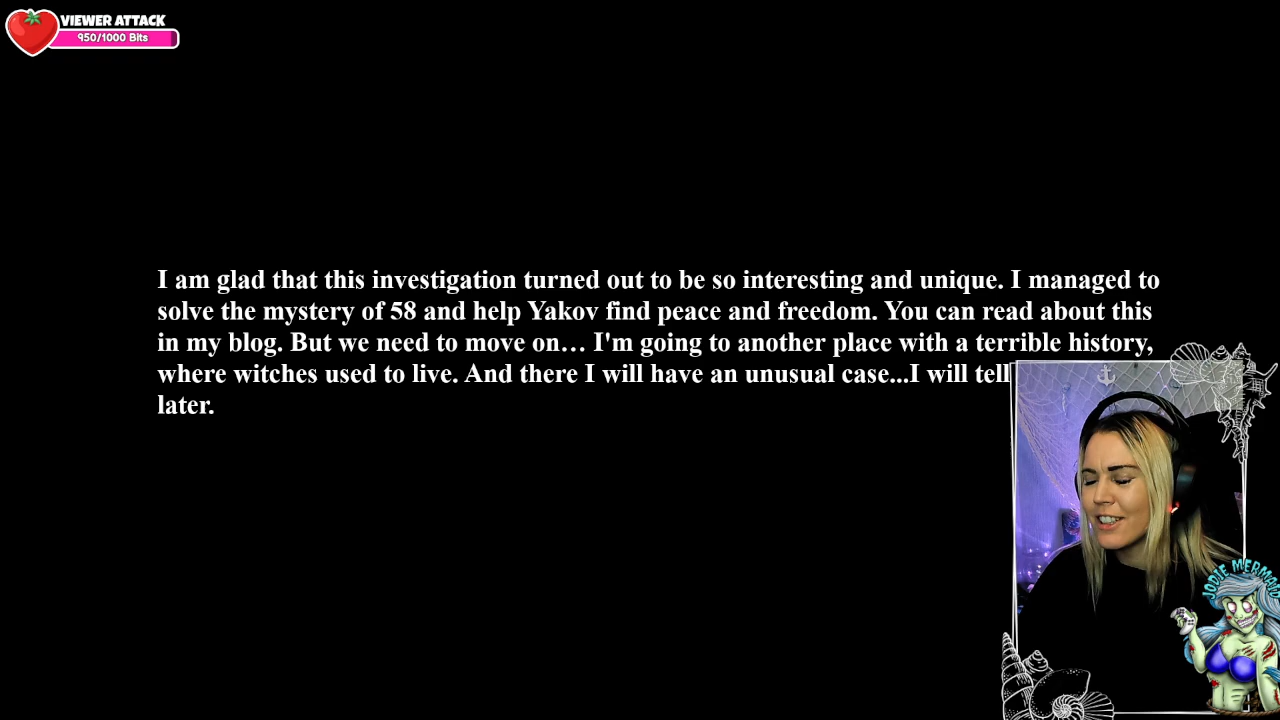 VIEWER ATTACK
950/1000 Bits
I am glad that this investigation turned out to be so interesting and unique. I managed to
solve the mystery of 58 and help Yakov find peace and freedom. You can read about this
in my blog. But we need to move on… I'm going to another place with a terrible history,
where witches used to live. And there I will have an unusual case...I will tell
later.
JODIE MERMAID